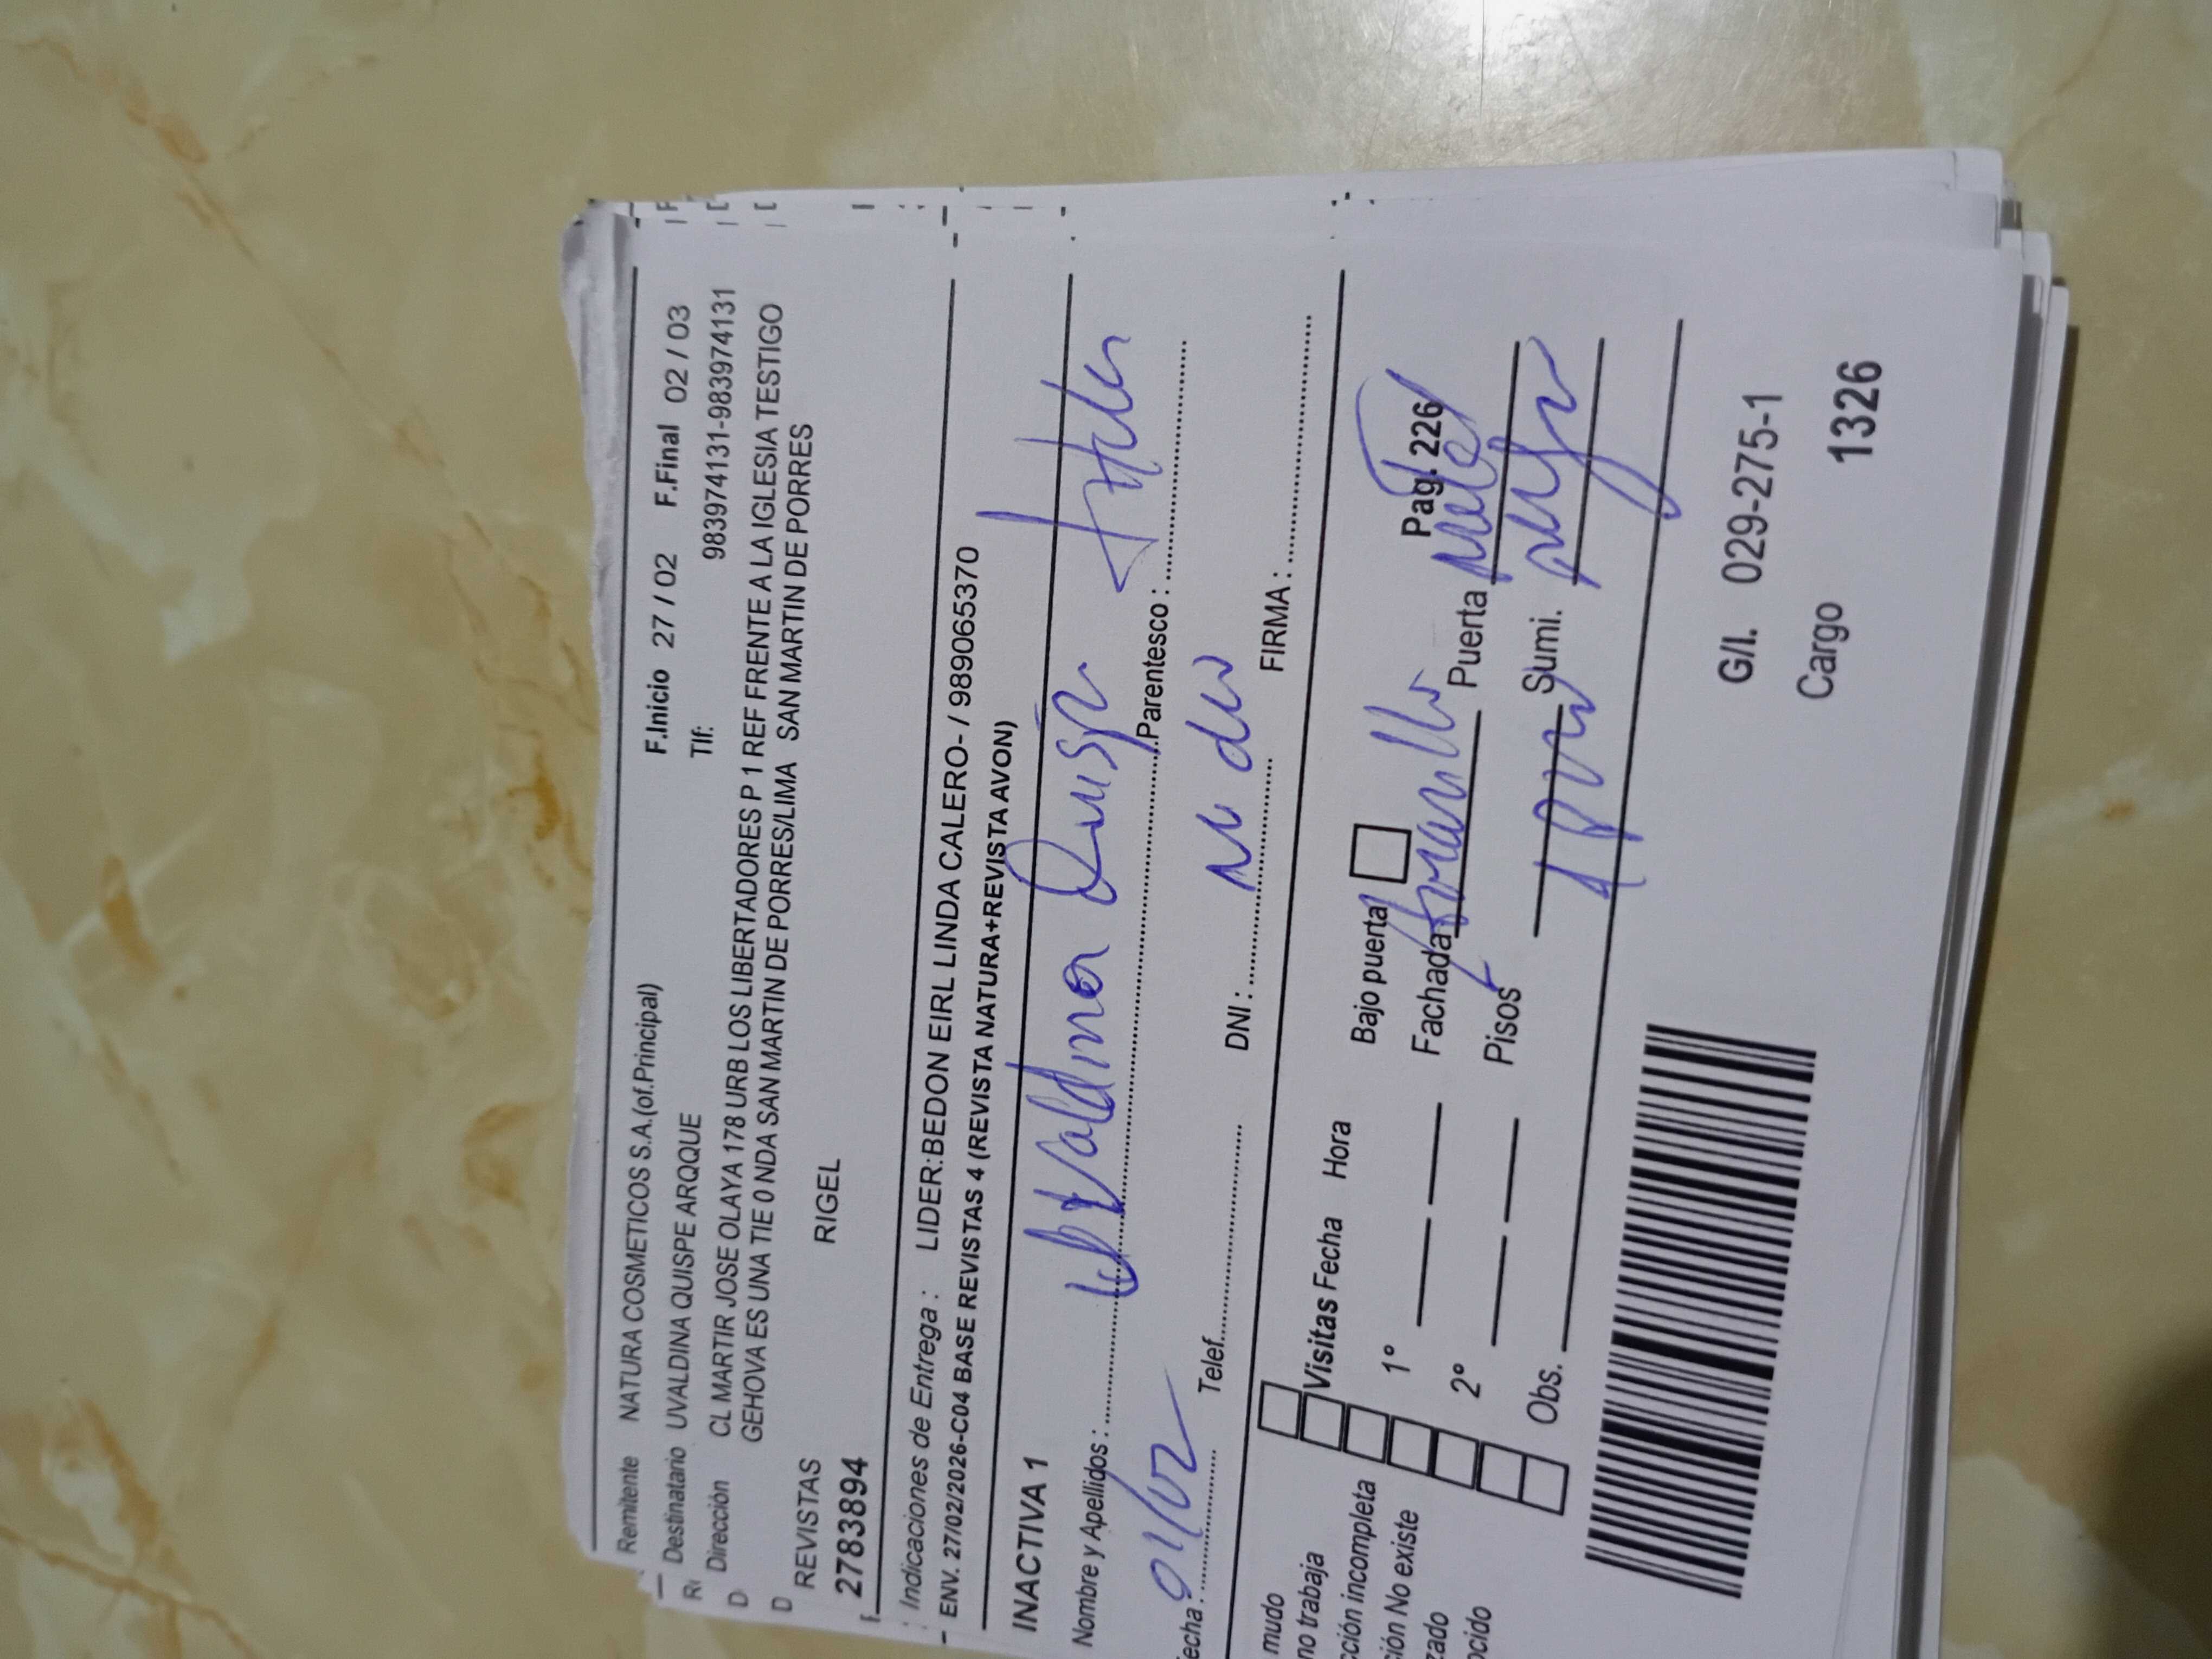 Remitente NATURA COSMETICOS S.A.(of.Principal) F.Inicio 27 / 02 F.Final 02 / 03
Destinatario UVALDINA QUISPE ARQQUE Tlf: 983974131-983974131
Dirección CL MARTIR JOSE OLAYA 178 URB LOS LIBERTADORES P 1 REF FRENTE A LA IGLESIA TESTIGO
GEHOVA ES UNA TIE 0 NDA SAN MARTIN DE PORRES/LIMA SAN MARTIN DE PORRES
REVISTAS RIGEL
2783894
Indicaciones de Entrega : LIDER:BEDON EIRL LINDA CALERO- / 989065370
ENV. 27/02/2026-C04 BASE REVISTAS 4 (REVISTA NATURA+REVISTA AVON)
INACTIVA 1
Nombre y Apellidos : Parentesco :
echa : Telef. DNI : FIRMA :
mudo
no trabaja Visitas Fecha Hora Bajo puerta Pag. 226
cción incompleta 1° Fachada Puerta
ción No existe 2° Pisos Sumi.
zado
ocido Obs.
G/I. 029-275-1
Cargo 1326